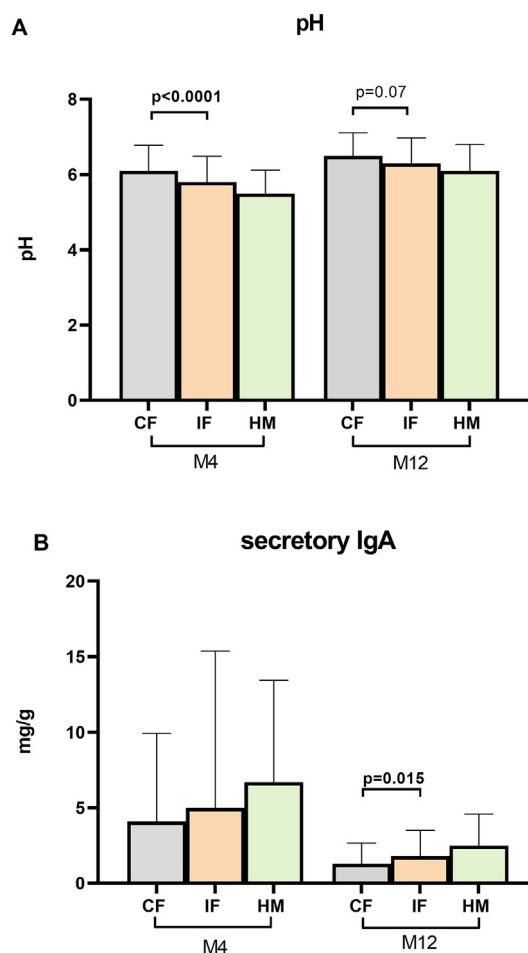 A
pH
p<0.0001
p=0.07
8
6
4
2
0
pH
CF IF HM CF IF HM
M4 M12
B
secretory IgA
20
15
10
5
0
mg/g
p=0.015
CF IF HM CF IF HM
M4 M12